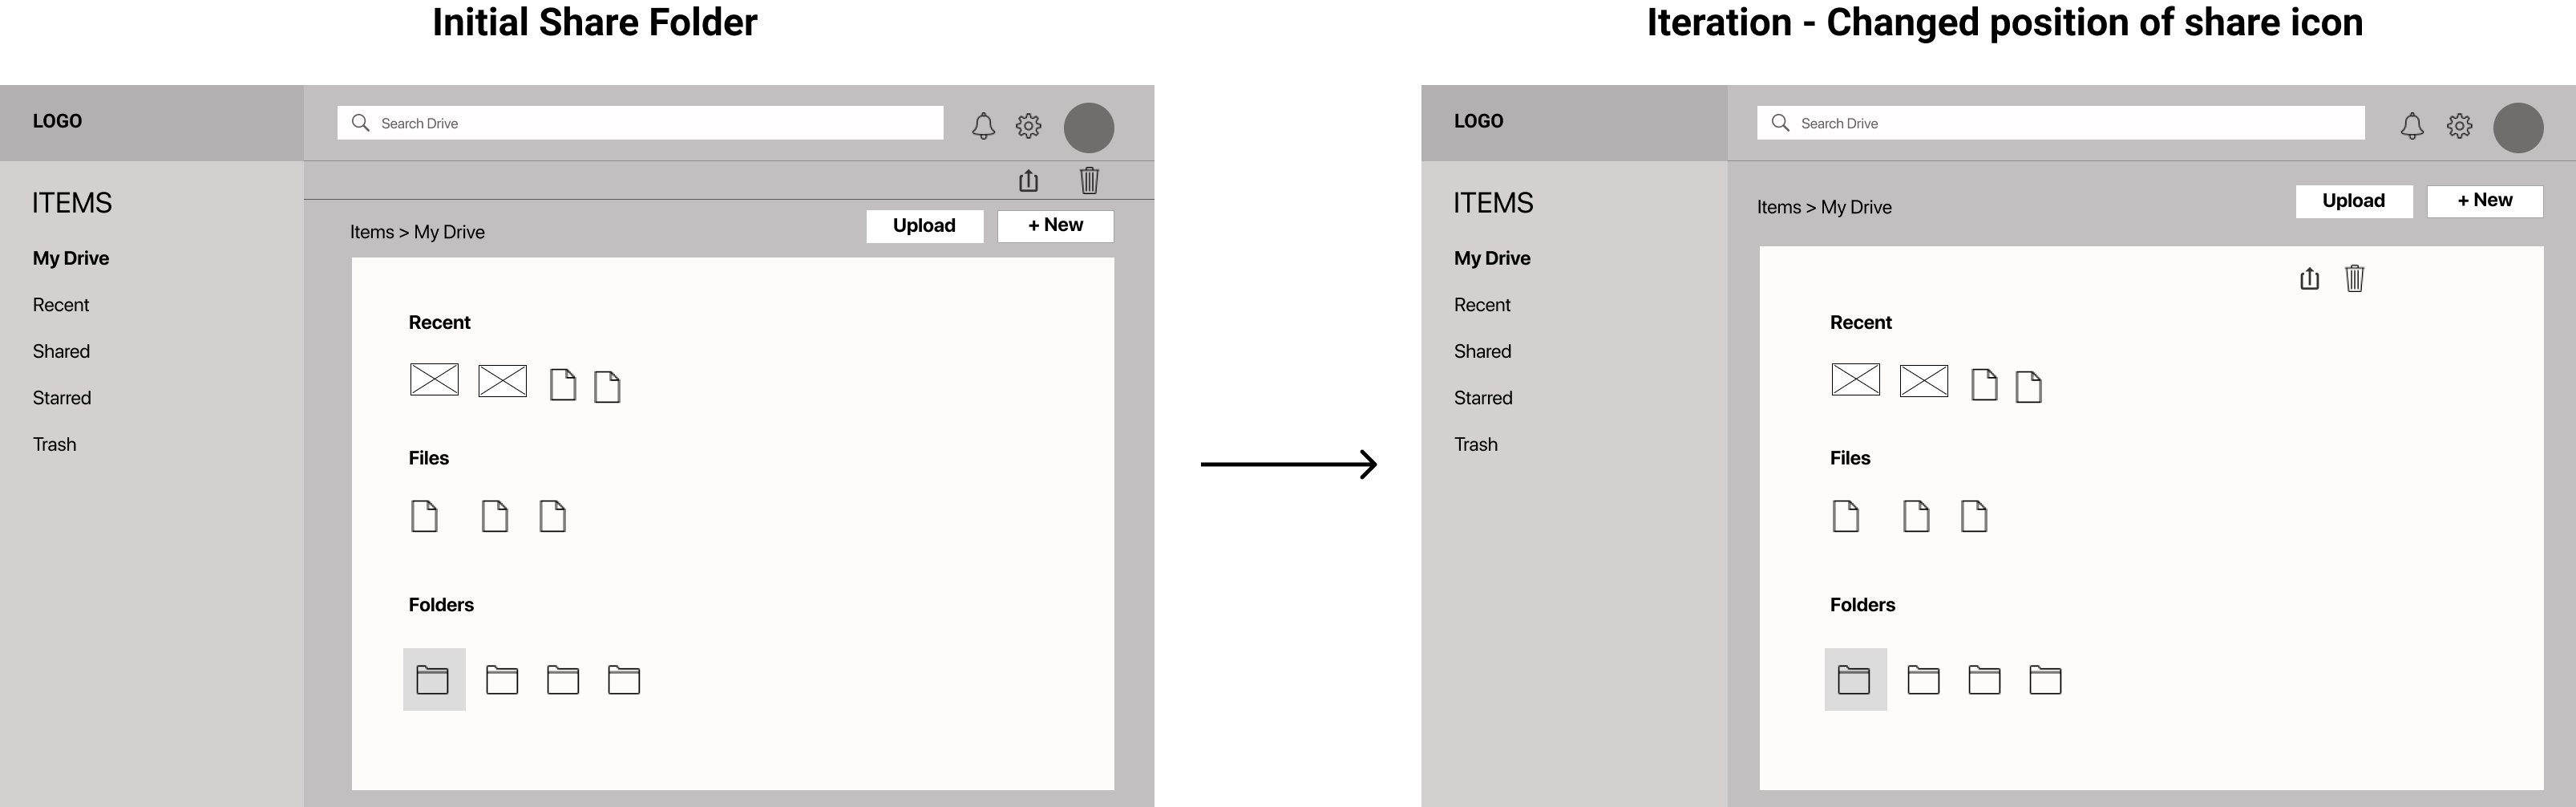 Initial Share Folder
LOGO
Search Drive
ITEMS
Items > My Drive
Upload
+ New
My Drive
Recent
Shared
Starred
Trash
Recent
Files
Folders
Iteration - Changed position of share icon
LOGO
Search Drive
ITEMS
Items > My Drive
Upload
+ New
My Drive
Recent
Shared
Starred
Trash
Recent
Files
Folders